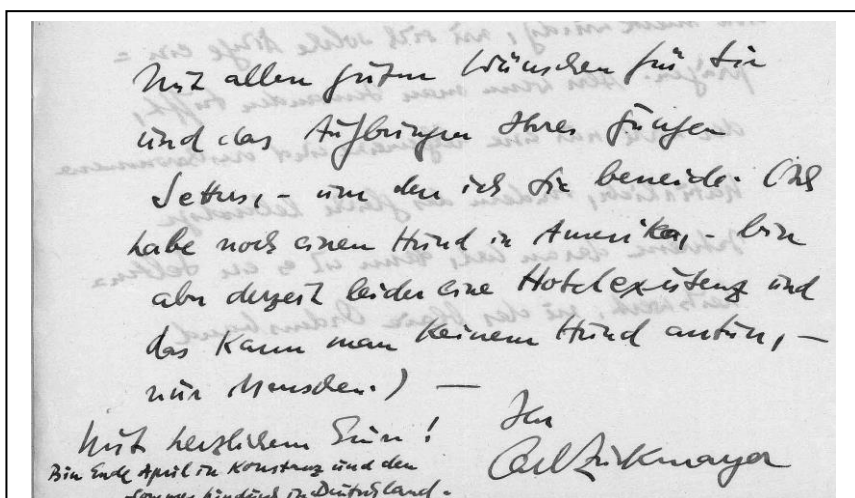 Mit allen guten Wünschen für Sie
und das Aufbringen Ihres jungen
Setters, – um den ich Sie beneide. (Ich
habe noch einen Hund in Amerika, – bin
aber derzeit leider eine Hotelexistenz und
das kann man keinem Hund antun, –
nur Menschen.) —
Ihr
Mit herzlichem
Carl Zuckmayer
Bin Ende April in Konstanz und den
Sommer hindurch in Deutschland.